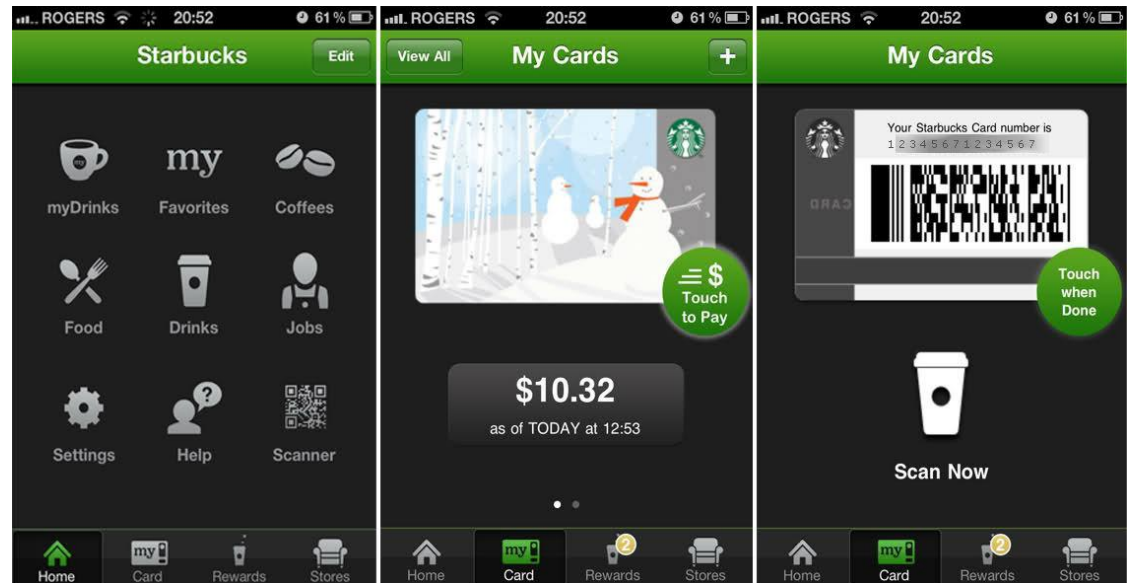 ROGERS 20:52 61 %
Starbucks Edit
my
myDrinks Favorites Coffees
Food Drinks Jobs
?
Settings Help Scanner
my
Home Card Rewards Stores
ROGERS 20:52 61 %
View All My Cards +
$
Touch
to Pay
$10.32
as of TODAY at 12:53
my 2
Home Card Rewards Stores
ROGERS 20:52 61 %
My Cards
Your Starbucks Card number is
12345671234567
CARD
Touch
when
Done
Scan Now
my 2
Home Card Rewards Stores